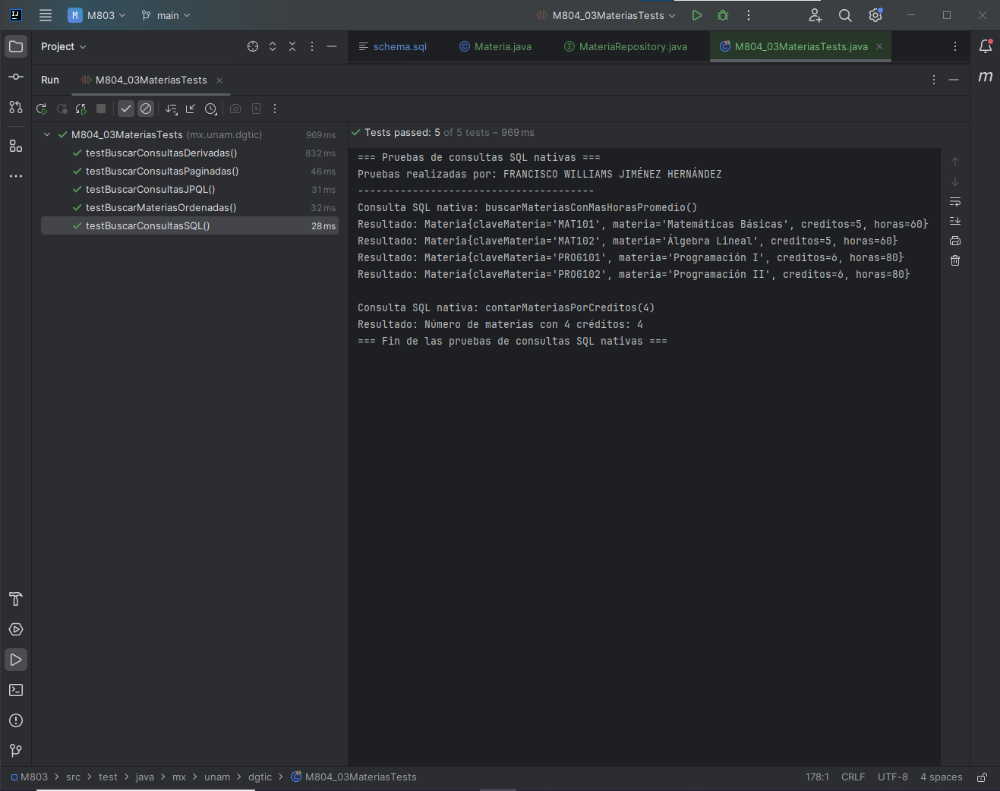 M M803 main M804_03MateriasTests
Project schema.sql Materia.java MateriaRepository.java M804_03MateriasTests.java
Run M804_03MateriasTests
M804_03MateriasTests (mx.unam.dgtic) 969 ms
testBuscarConsultasDerivadas() 832 ms
testBuscarConsultasPaginadas() 46 ms
testBuscarConsultasJPQL() 31 ms
testBuscarMateriasOrdenadas() 32 ms
testBuscarConsultasSQL() 28 ms
Tests passed: 5 of 5 tests – 969 ms
=== Pruebas de consultas SQL nativas ===
Pruebas realizadas por: FRANCISCO WILLIAMS JIMÉNEZ HERNÁNDEZ
---------------------------------------
Consulta SQL nativa: buscarMateriasConMasHorasPromedio()
Resultado: Materia{claveMateria='MAT101', materia='Matemáticas Básicas', creditos=5, horas=60}
Resultado: Materia{claveMateria='MAT102', materia='Álgebra Lineal', creditos=5, horas=60}
Resultado: Materia{claveMateria='PROG101', materia='Programación I', creditos=6, horas=80}
Resultado: Materia{claveMateria='PROG102', materia='Programación II', creditos=6, horas=80}
Consulta SQL nativa: contarMateriasPorCreditos(4)
Resultado: Número de materias con 4 créditos: 4
=== Fin de las pruebas de consultas SQL nativas ===
M803 > src > test > java > mx > unam > dgtic > M804_03MateriasTests 178:1 CRLF UTF-8 4 spaces